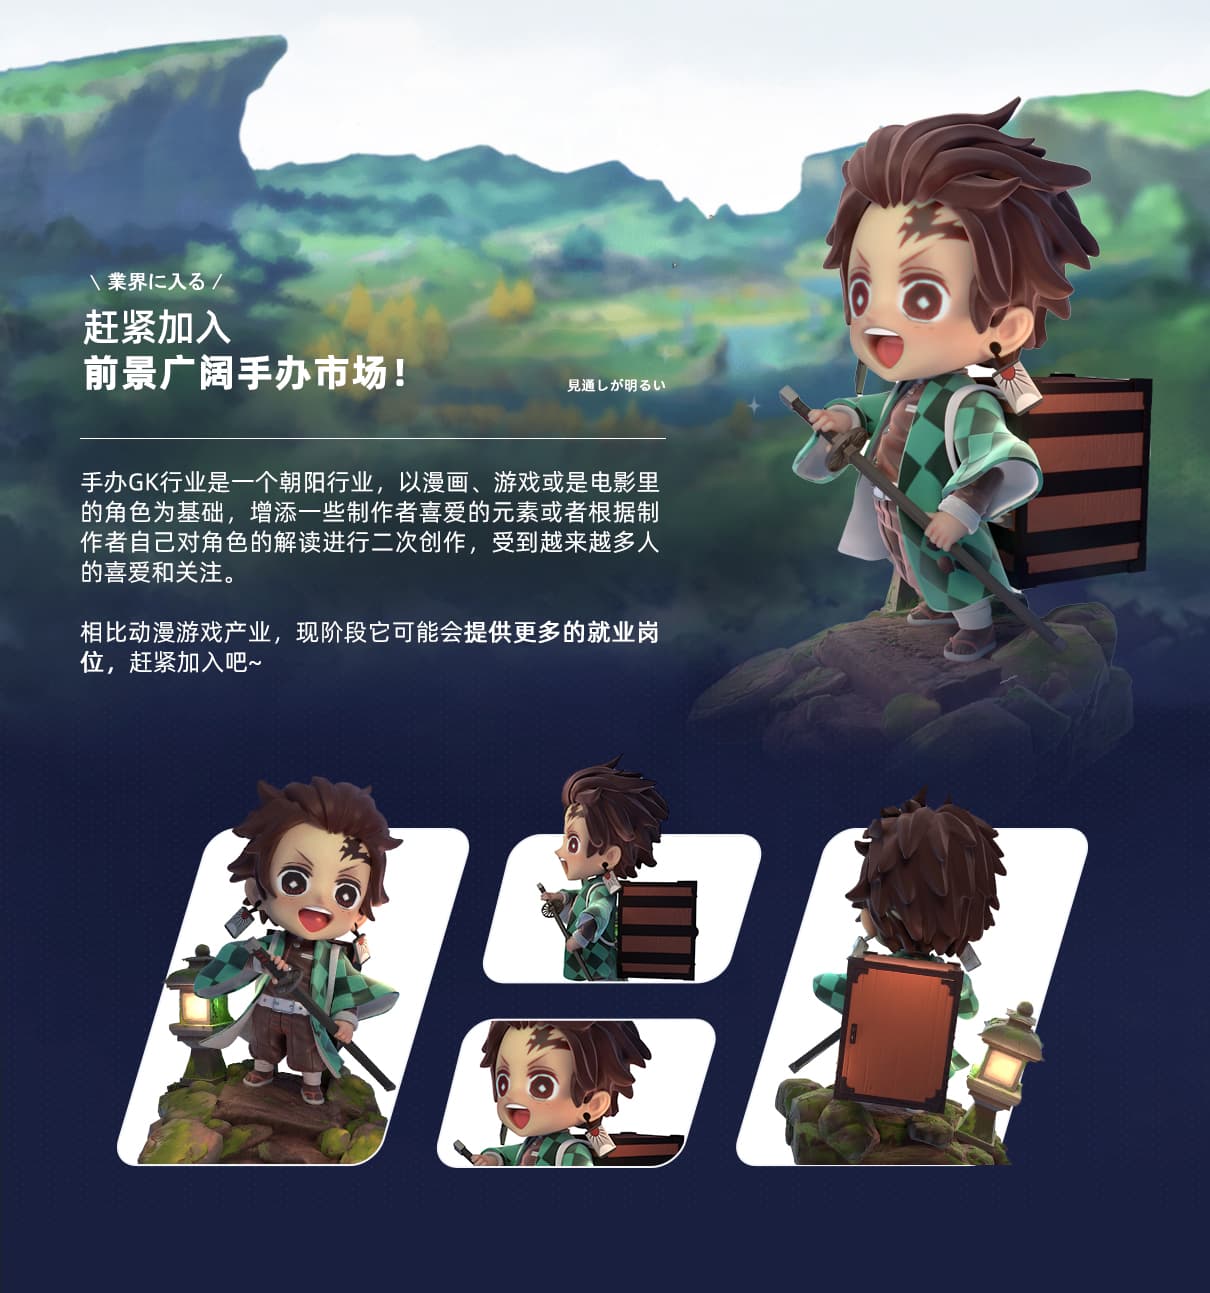 \ 業界に入る /
赶紧加入
前景广阔手办市场！
見通しが明るい
手办GK行业是一个朝阳行业，以漫画、游戏或是电影里
的角色为基础，增添一些制作者喜爱的元素或者根据制
作者自己对角色的解读进行二次创作，受到越来越多人
的喜爱和关注。
相比动漫游戏产业，现阶段它可能会提供更多的就业岗
位，赶紧加入吧~